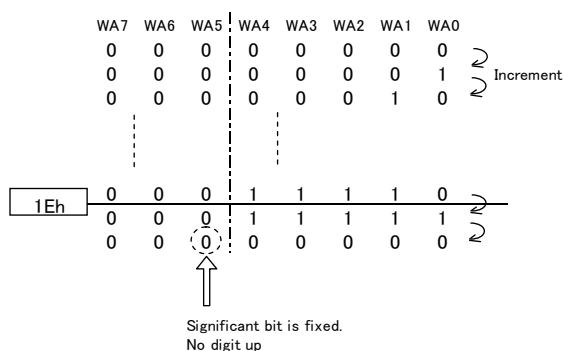 WA7 WA6 WA5 WA4 WA3 WA2 WA1 WA0
0 0 0 0 0 0 0 0
0 0 0 0 0 0 0 1
Increment
0 0 0 0 0 0 1 0
1Eh
0 0 0 1 1 1 1 0
0 0 0 1 1 1 1 1
0 0 0 0 0 0 0 0
Significant bit is fixed.
No digit up